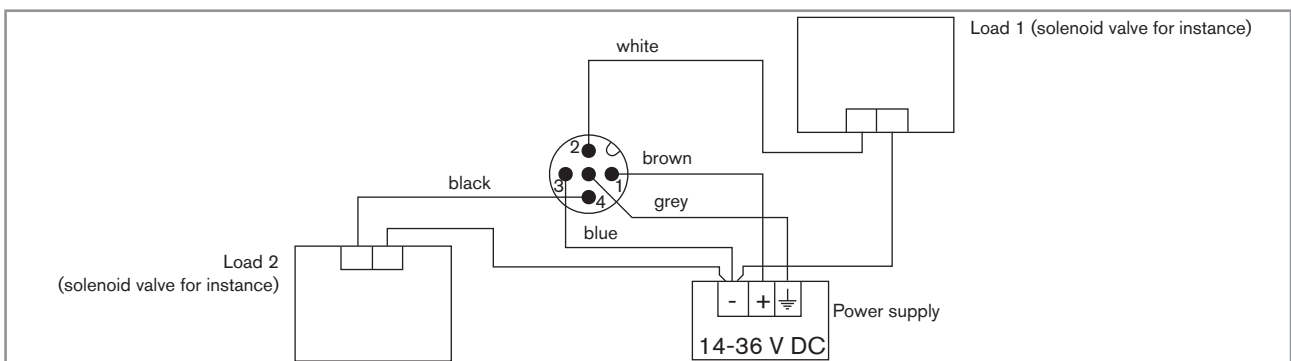 Load 1 (solenoid valve for instance)
white
2
brown
3
1
black
4
grey
blue
Load 2
(solenoid valve for instance)
- +
Power supply
14-36 V DC